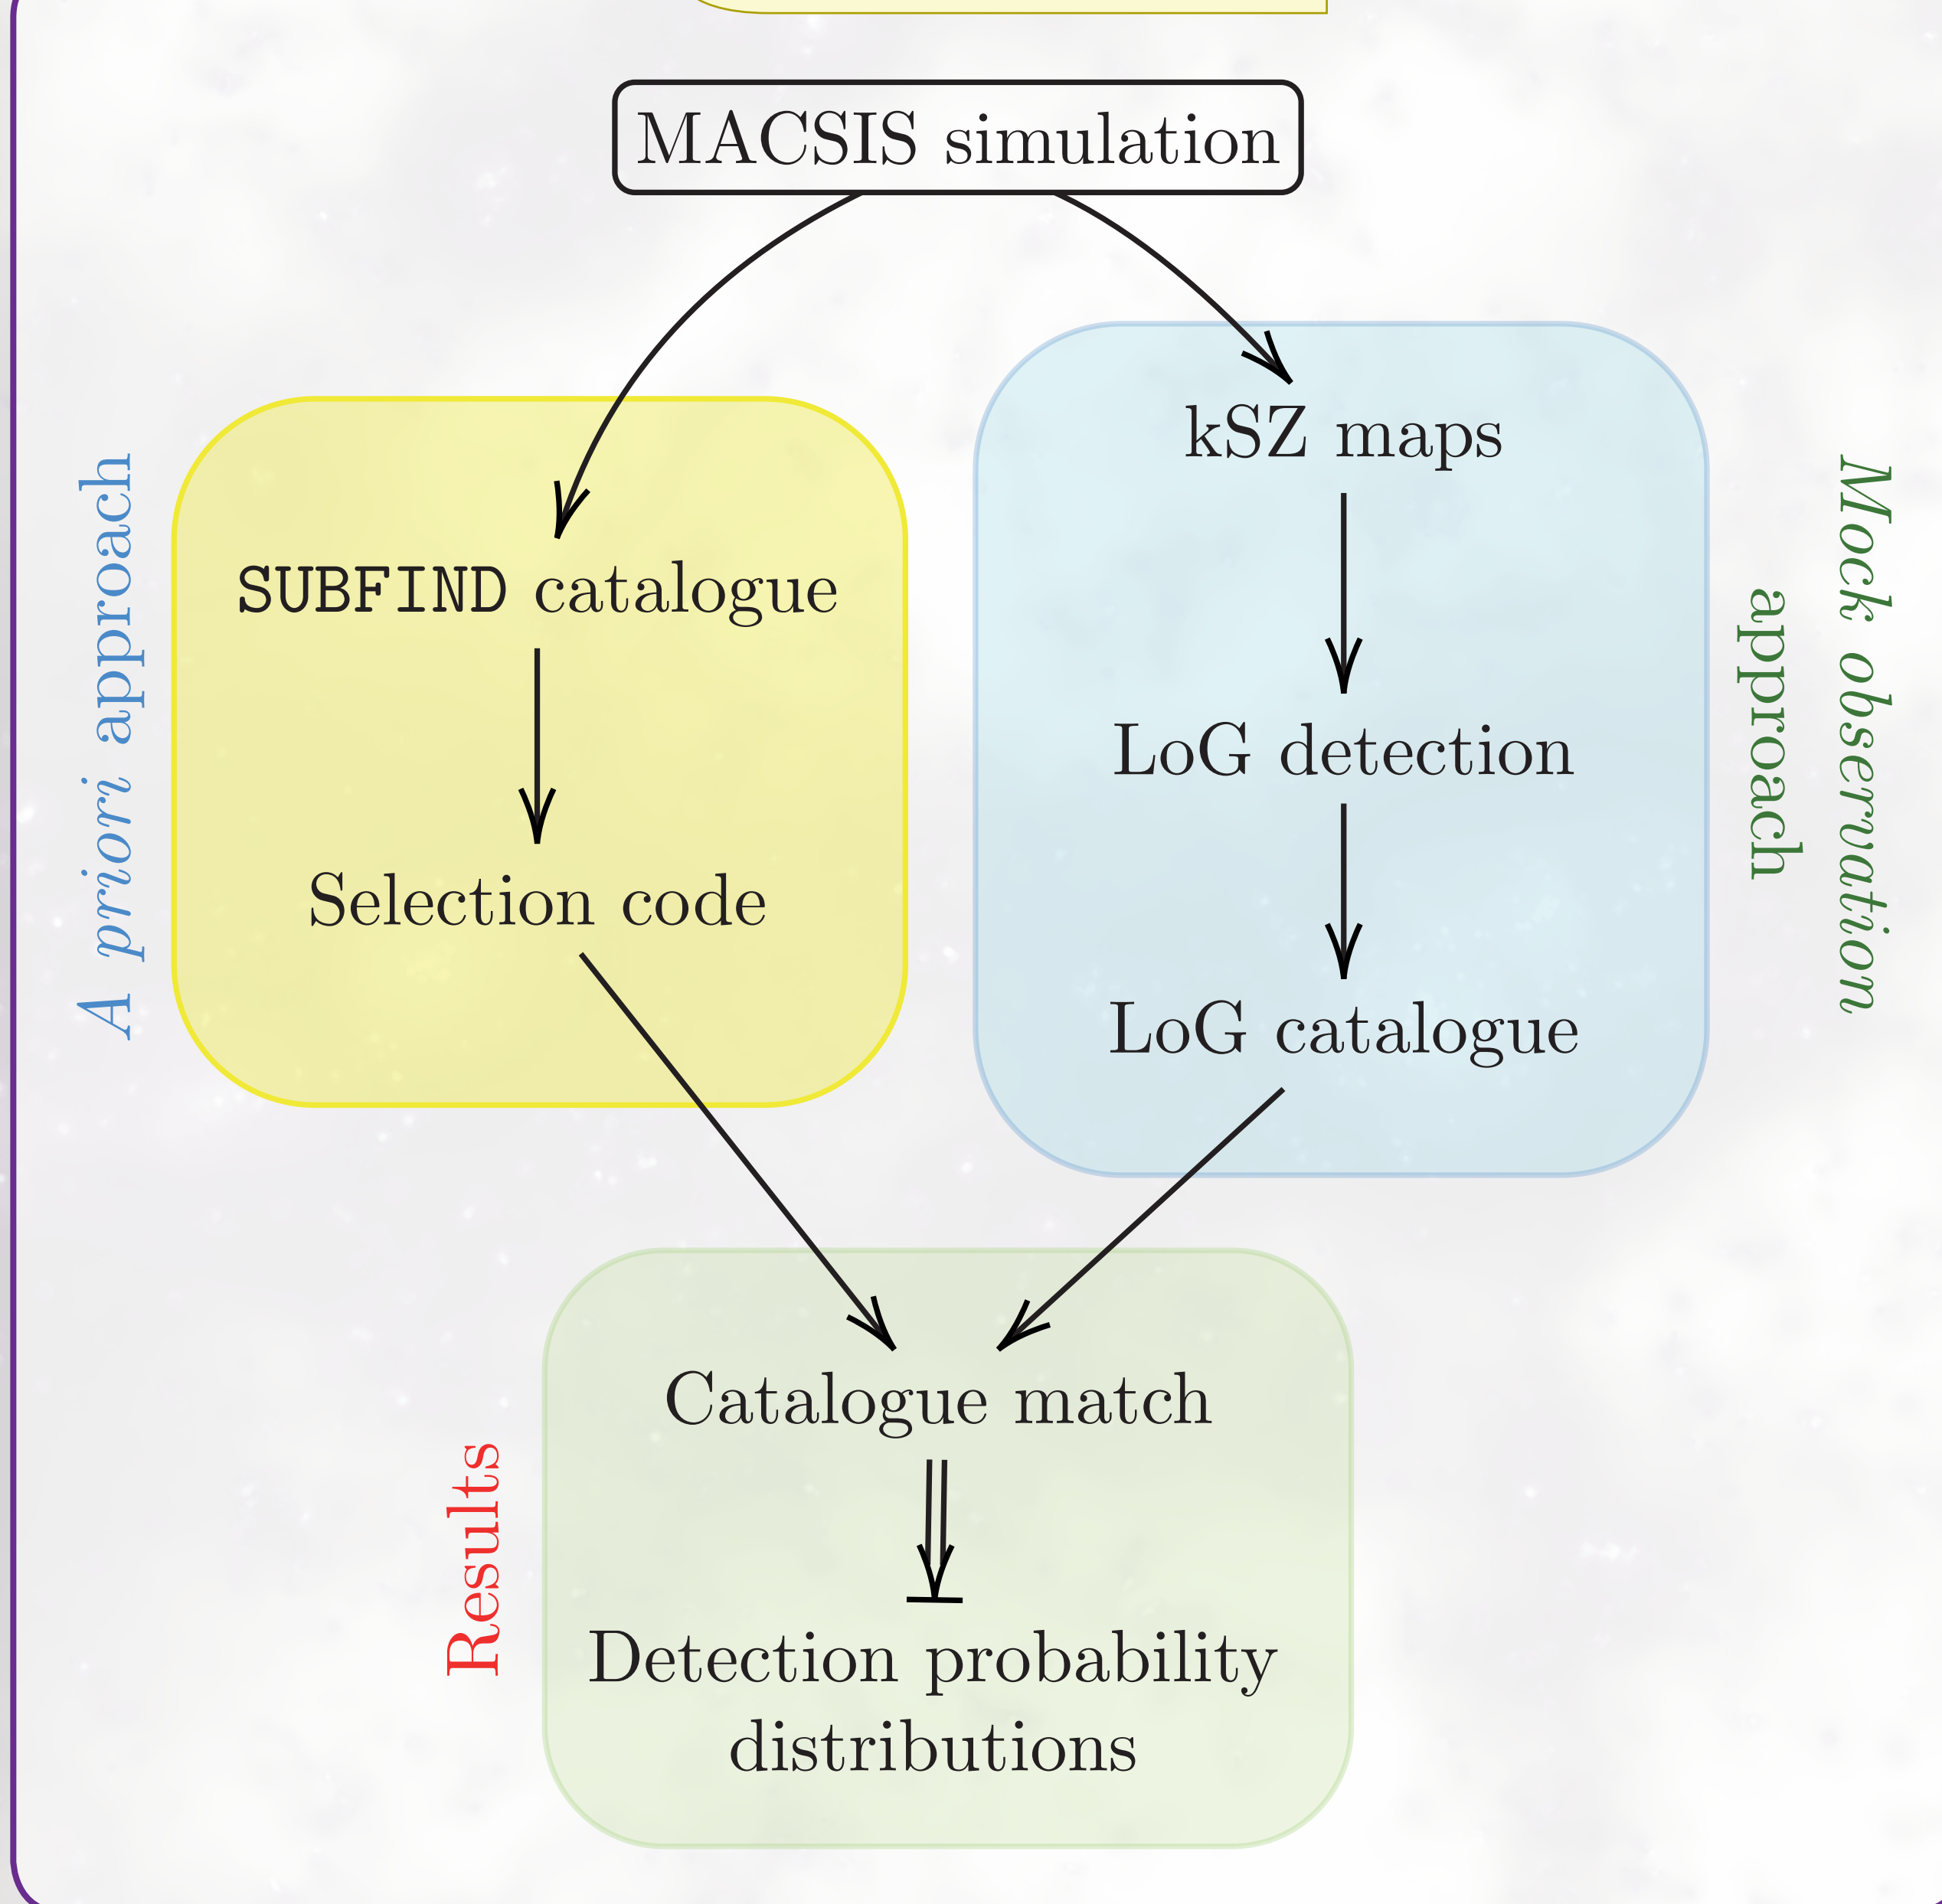 MACSIS simulation
A priori approach
SUBFIND catalogue
Selection code
kSZ maps
LoG detection
LoG catalogue
Mock observation
approach
Results
Catalogue match
Detection probability
distributions